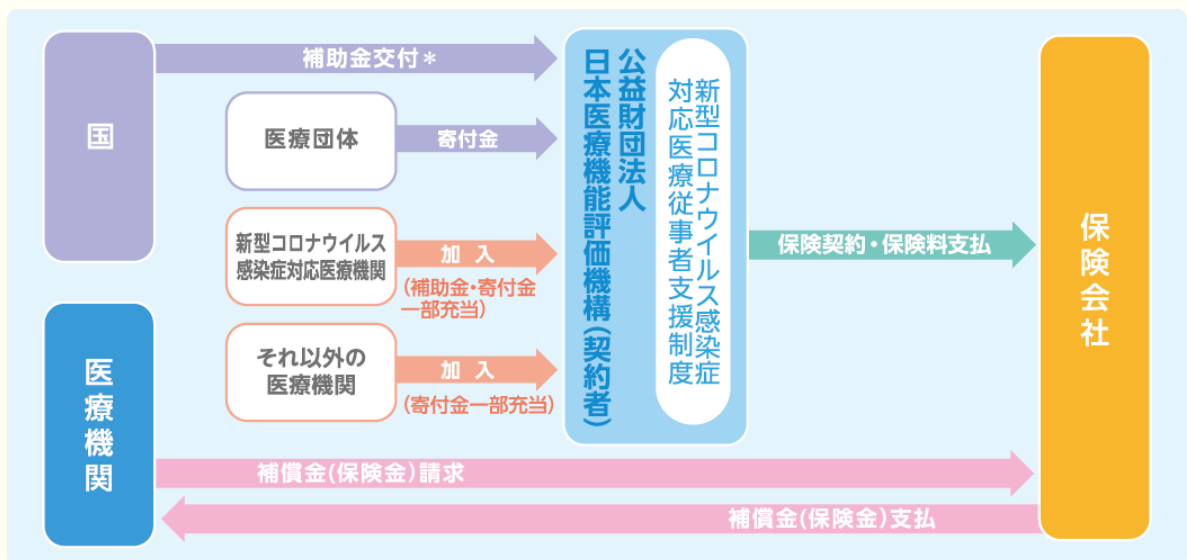 国
補助金交付＊
医療団体
寄付金
新型コロナウイルス
感染症対応医療機関
加入
(補助金・寄付金
一部充当)
それ以外の
医療機関
加入
(寄付金一部充当)
公益財団法人
日本医療機能評価機構(契約者)
新型コロナウイルス感染症
対応医療従事者支援制度
保険契約・保険料支払
保険会社
医療機関
補償金(保険金)請求
補償金(保険金)支払